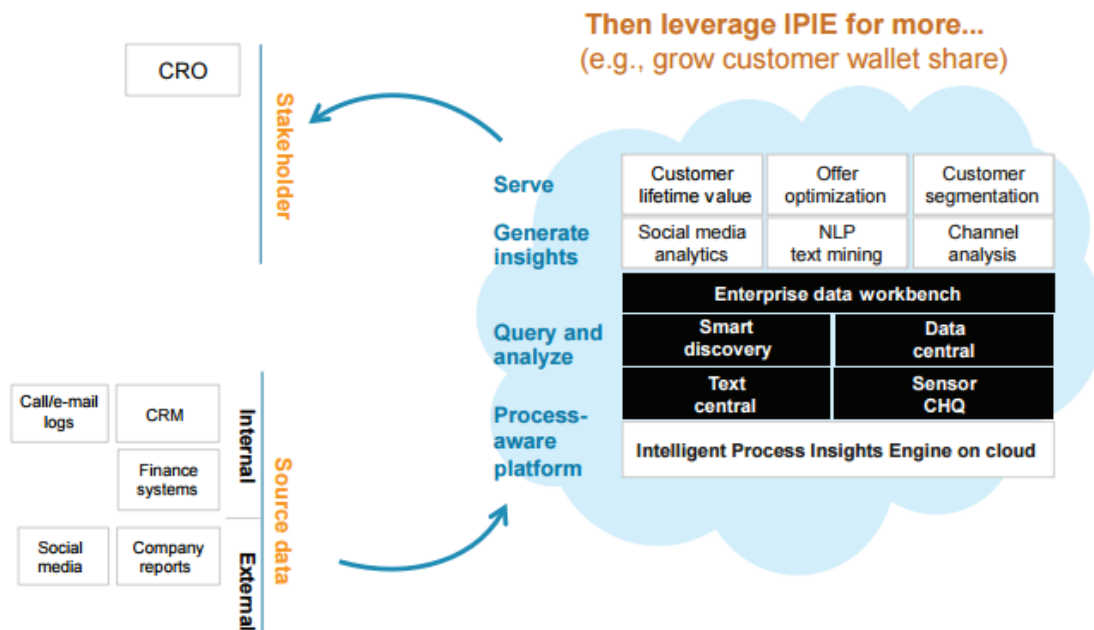 Then leverage IPIE for more...
(e.g., grow customer wallet share)
CRO
Stakeholder
Serve
Customer
lifetime value
Offer
optimization
Customer
segmentation
Generate
insights
Social media
analytics
NLP
text mining
Channel
analysis
Enterprise data workbench
Query and
analyze
Smart
discovery
Data
central
Process-
aware
platform
Text
central
Sensor
CHQ
Intelligent Process Insights Engine on cloud
Call/e-mail
logs
CRM
Finance
systems
Internal
Source data
Social
media
Company
reports
External